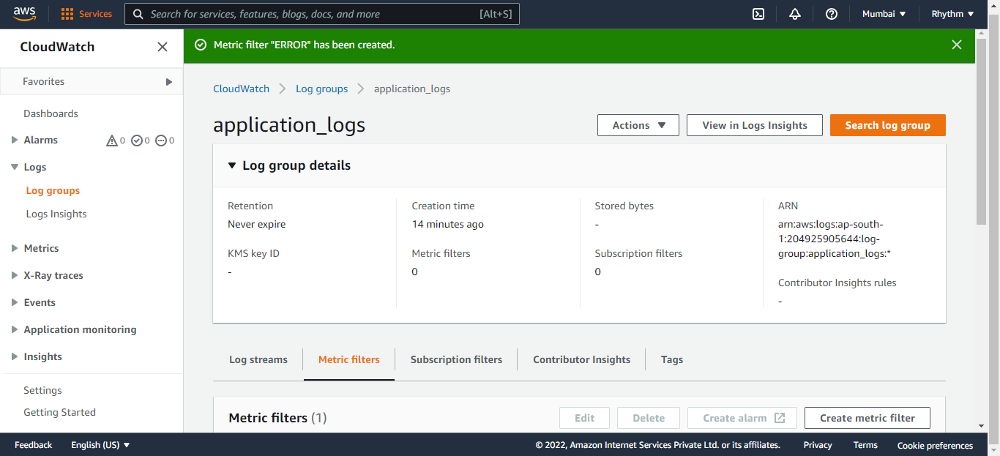 aws
Services
Search for services, features, blogs, docs, and more [Alt+S]
Mumbai
Rhythm
CloudWatch
Favorites
Dashboards
Alarms 0 0 0
Logs
Log groups
Logs Insights
Metrics
X-Ray traces
Events
Application monitoring
Insights
Settings
Getting Started
Metric filter "ERROR" has been created.
CloudWatch Log groups application_logs
application_logs
Actions
View in Logs Insights
Search log group
Log group details
Retention
Never expire
KMS key ID
-
Creation time
14 minutes ago
Metric filters
0
Stored bytes
-
Subscription filters
0
ARN
arn:aws:logs:ap-south-
1:204925905644:log-
group:application_logs:*
Contributor Insights rules
-
Log streams Metric filters Subscription filters Contributor Insights Tags
Metric filters (1)
Edit
Delete
Create alarm
Create metric filter
Feedback English (US) © 2022, Amazon Internet Services Private Ltd. or its affiliates. Privacy Terms Cookie preferences